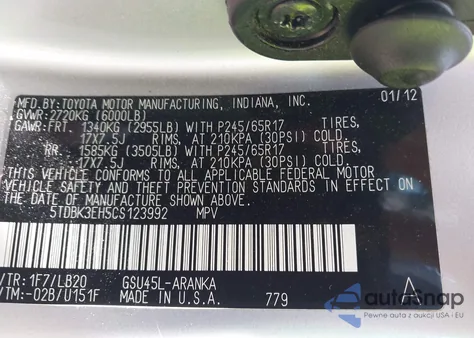 MFD.BY:TOYOTA MOTOR MANUFACTURING, INDIANA, INC. 01/12
GVWR:2720KG (6000LB)
GAWR:FRT. 1340KG (2955LB) WITH P245/65R17 TIRES,
17X7.5J RIMS, AT 210KPA (30PSI) COLD.
RR. 1585KG (3505LB) WITH P245/65R17 TIRES,
17X7.5J RIMS, AT 210KPA (30PSI) COLD.
THIS VEHICLE CONFORMS TO ALL APPLICABLE FEDERAL MOTOR
VEHICLE SAFETY AND THEFT PREVENTION STANDARDS IN EFFECT ON
THE DATE OF MANUFACTURE SHOWN ABOVE.
5TDBK3EH5CS123992 MPV
/TR:1F7/LB20 GSU45L-ARANKA A
/TM:-02B/U151F MADE IN U.S.A. 779
autoSnap
Pewne auta z USA i